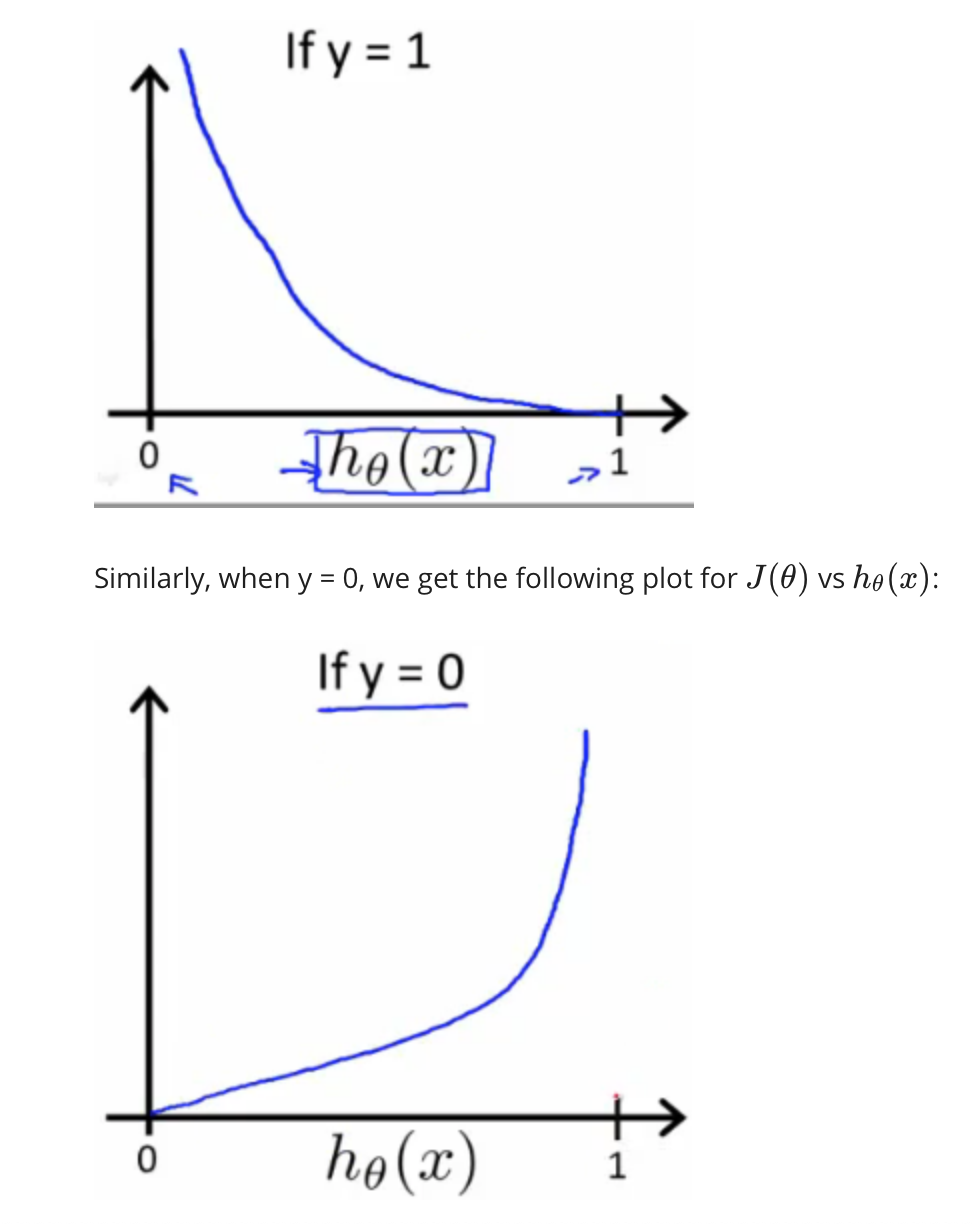 If y = 1
0
hθ(x)
1
Similarly, when y = 0, we get the following plot for J(θ) vs hθ(x):
If y = 0
0
hθ(x)
1